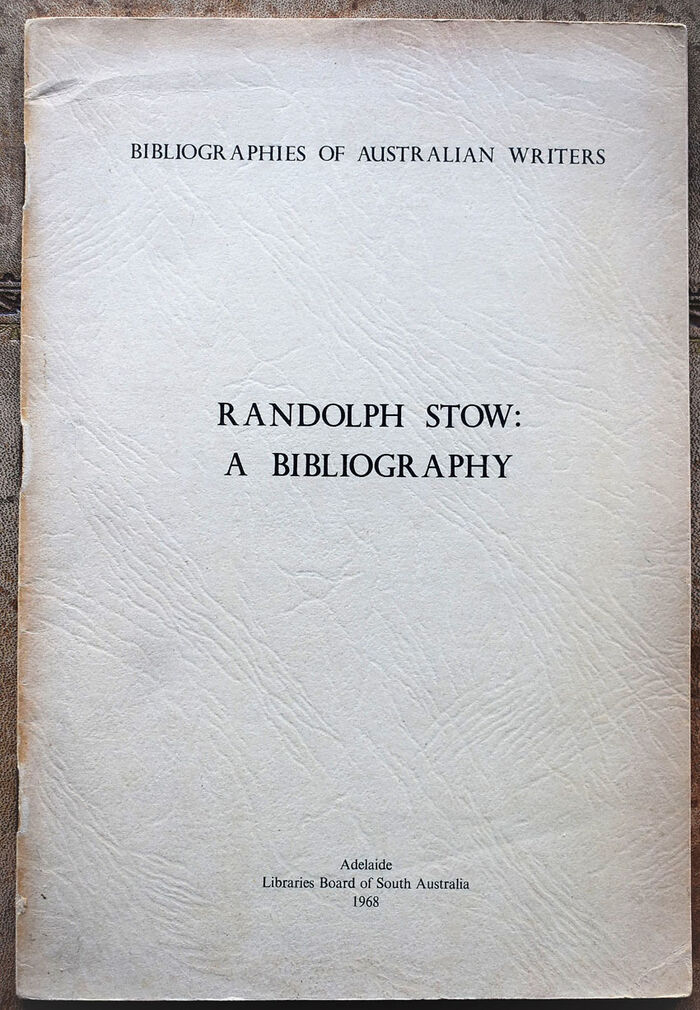 BIBLIOGRAPHIES OF AUSTRALIAN WRITERS
RANDOLPH STOW:
A BIBLIOGRAPHY
Adelaide
Libraries Board of South Australia
1968